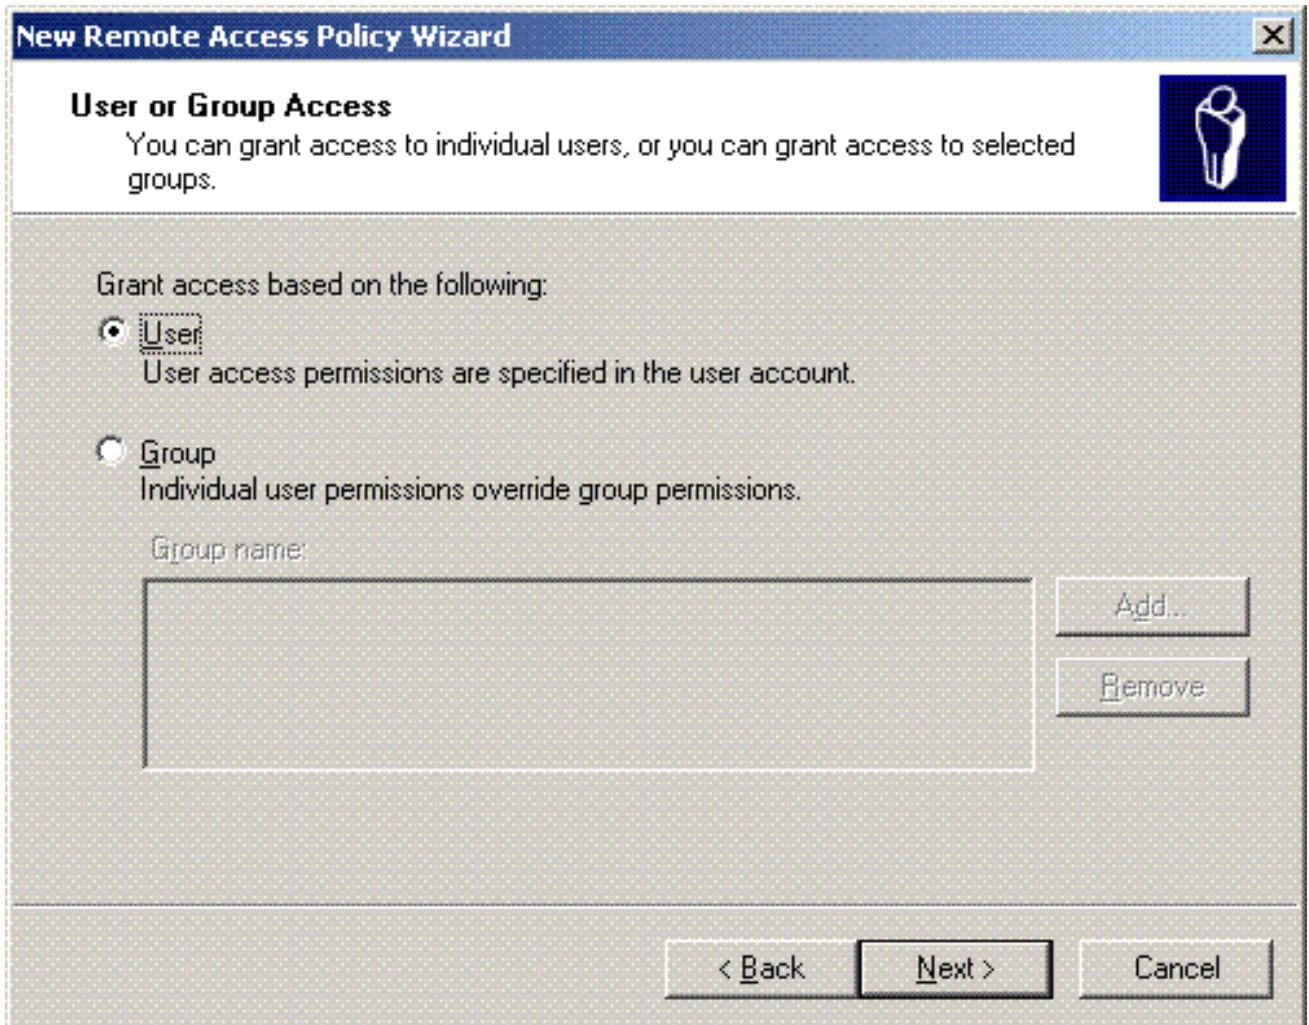 New Remote Access Policy Wizard
User or Group Access
You can grant access to individual users, or you can grant access to selected
groups.
Grant access based on the following:
User
User access permissions are specified in the user account.
Group
Individual user permissions override group permissions.
Group name:
Add...
Remove
< Back
Next >
Cancel